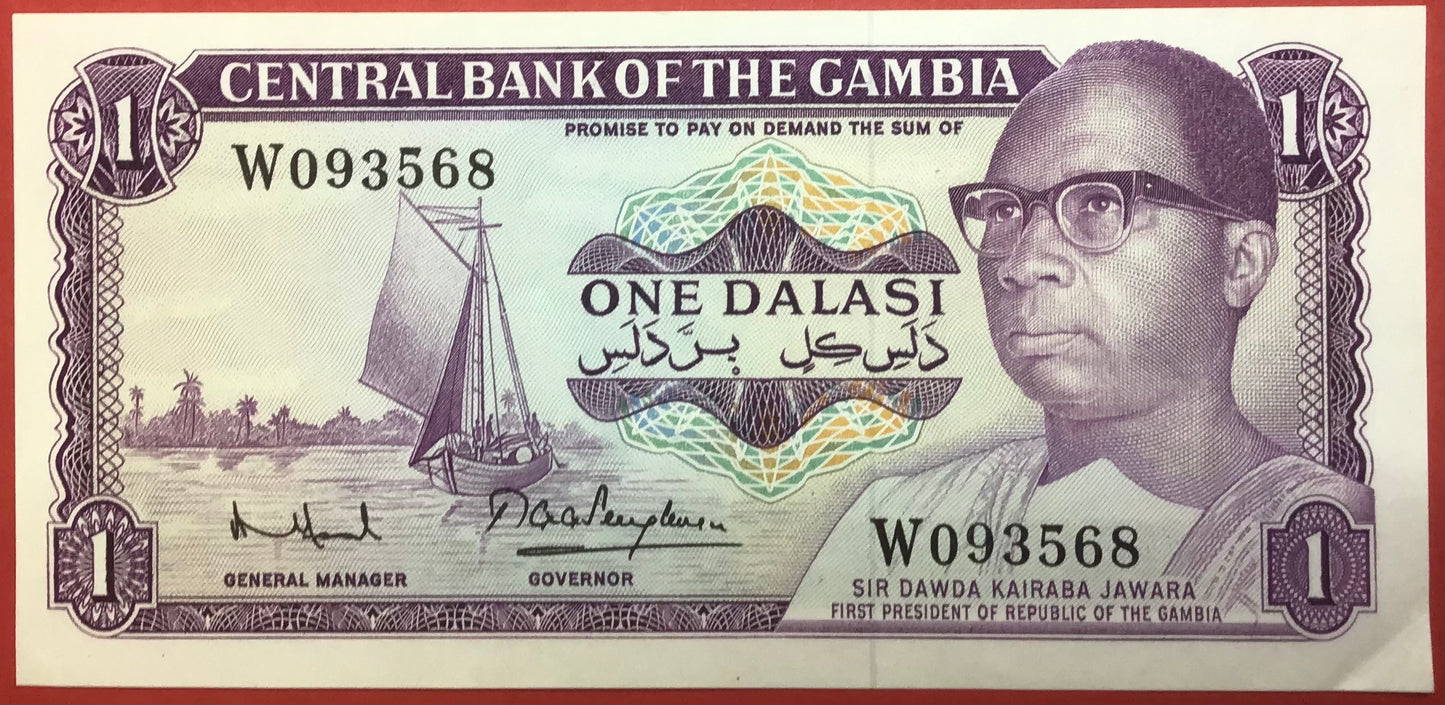 1
CENTRAL BANK OF THE GAMBIA
1
PROMISE TO PAY ON DEMAND THE SUM OF
W093568
ONE DALASI
دَلَسِ كِلٍ بِرَّ دَلَسِ
W093568
GENERAL MANAGER
GOVERNOR
SIR DAWDA KAIRABA JAWARA
FIRST PRESIDENT OF REPUBLIC OF THE GAMBIA
1
1